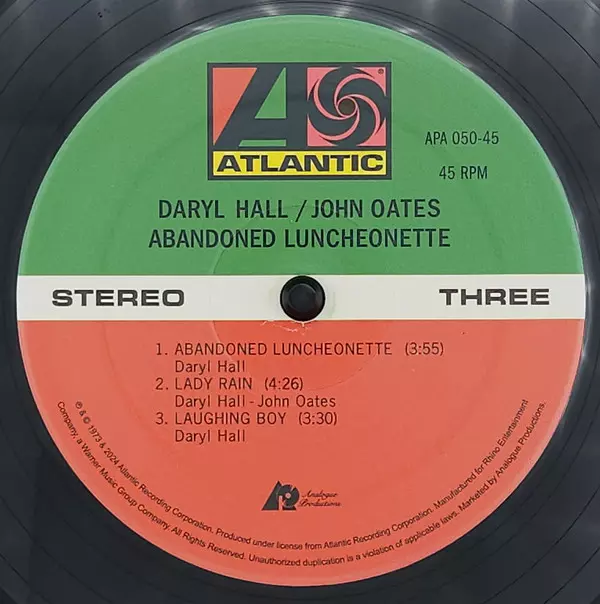 ATLANTIC
APA 050-45
45 RPM
DARYL HALL / JOHN OATES
ABANDONED LUNCHEONETTE
STEREO
THREE
1. ABANDONED LUNCHEONETTE (3:55)
Daryl Hall
2. LADY RAIN (4:26)
Daryl Hall - John Oates
3. LAUGHING BOY (3:30)
Daryl Hall
Analogue
Productions
℗ & © 1973 & 2024 Atlantic Recording Corporation. Produced under license from Atlantic Recording Corporation. Manufactured for Rhino Entertainment
Company, a Warner Music Group Company. All Rights Reserved. Unauthorized duplication is a violation of applicable laws. Marketed by Analogue Productions.